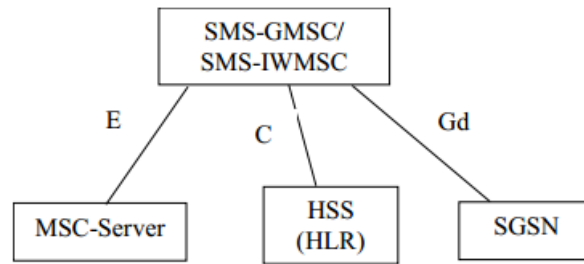 SMS-GMSC/
SMS-IWMSC
E
C
Gd
MSC-Server
HSS
(HLR)
SGSN